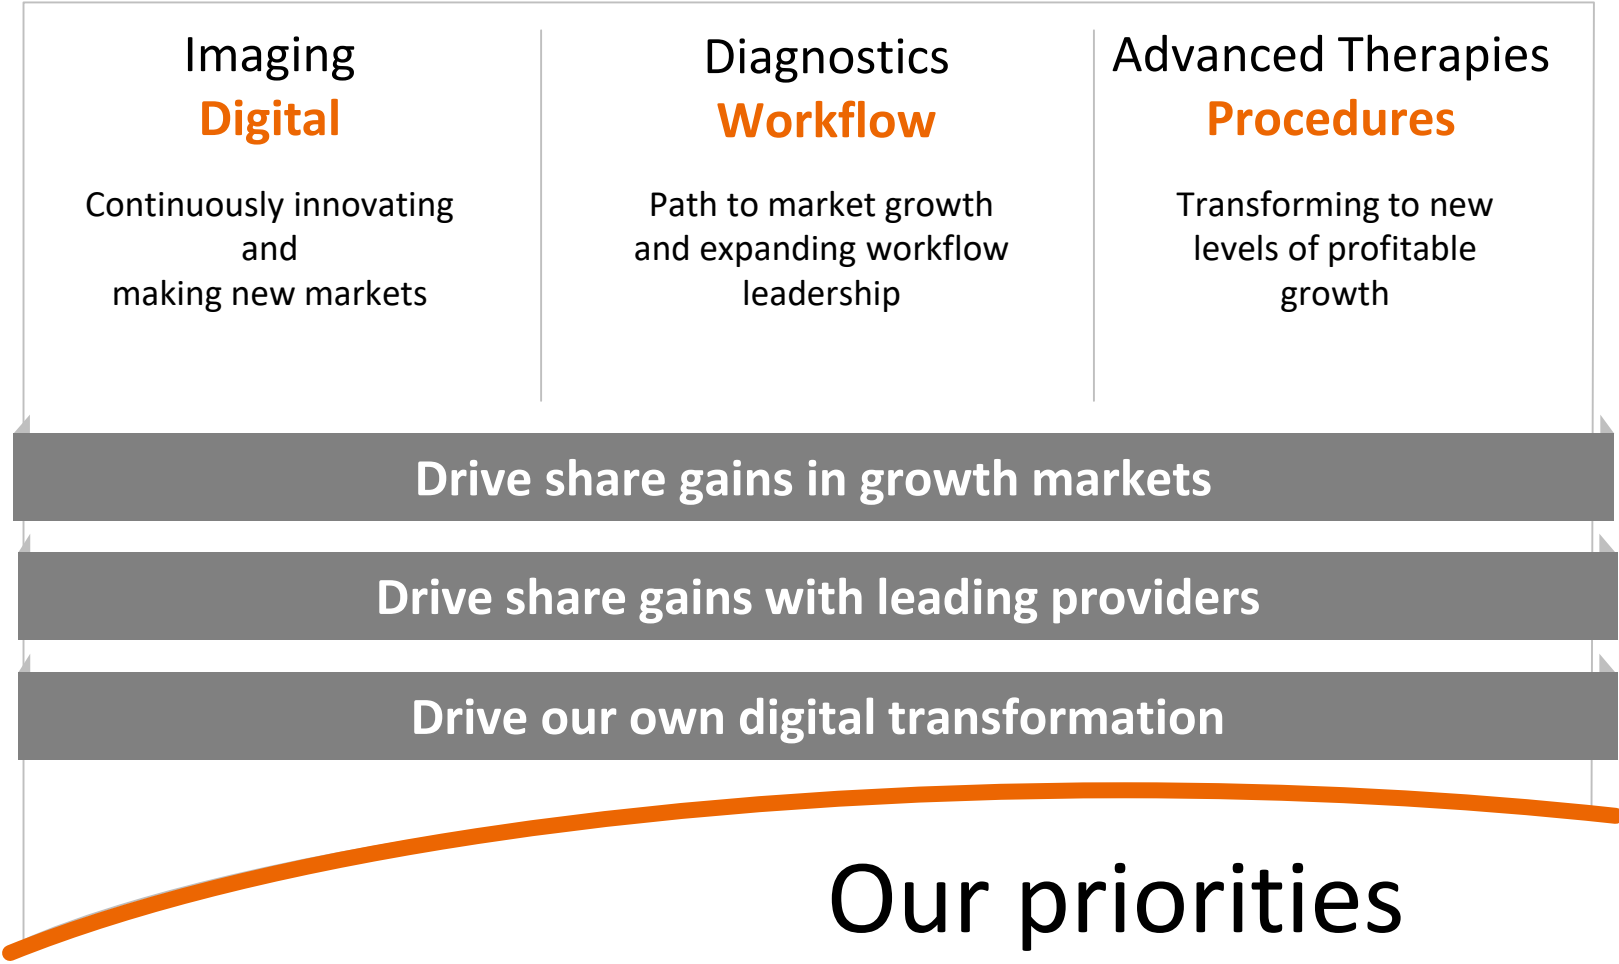 Imaging
Digital
Continuously innovating
and
making new markets
Diagnostics
Workflow
Path to market growth
and expanding workflow
leadership
Advanced Therapies
Procedures
Transforming to new
levels of profitable
growth
Drive share gains in growth markets
Drive share gains with leading providers
Drive our own digital transformation
Our priorities